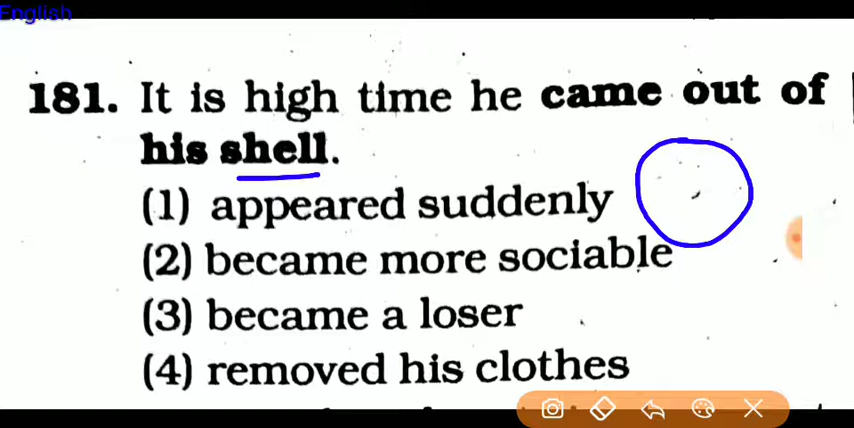 English
181. It is high time he came out of
his shell.
(1) appeared suddenly
(2) became more sociable
(3) became a loser
(4) removed his clothes